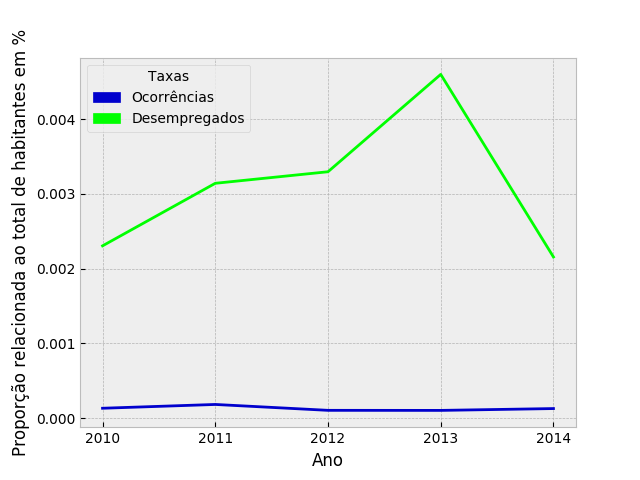 Proporção relacionada ao total de habitantes em %
Taxas
Ocorrências
Desempregados
0.004
0.003
0.002
0.001
0.000
2010
2011
2012
2013
2014
Ano